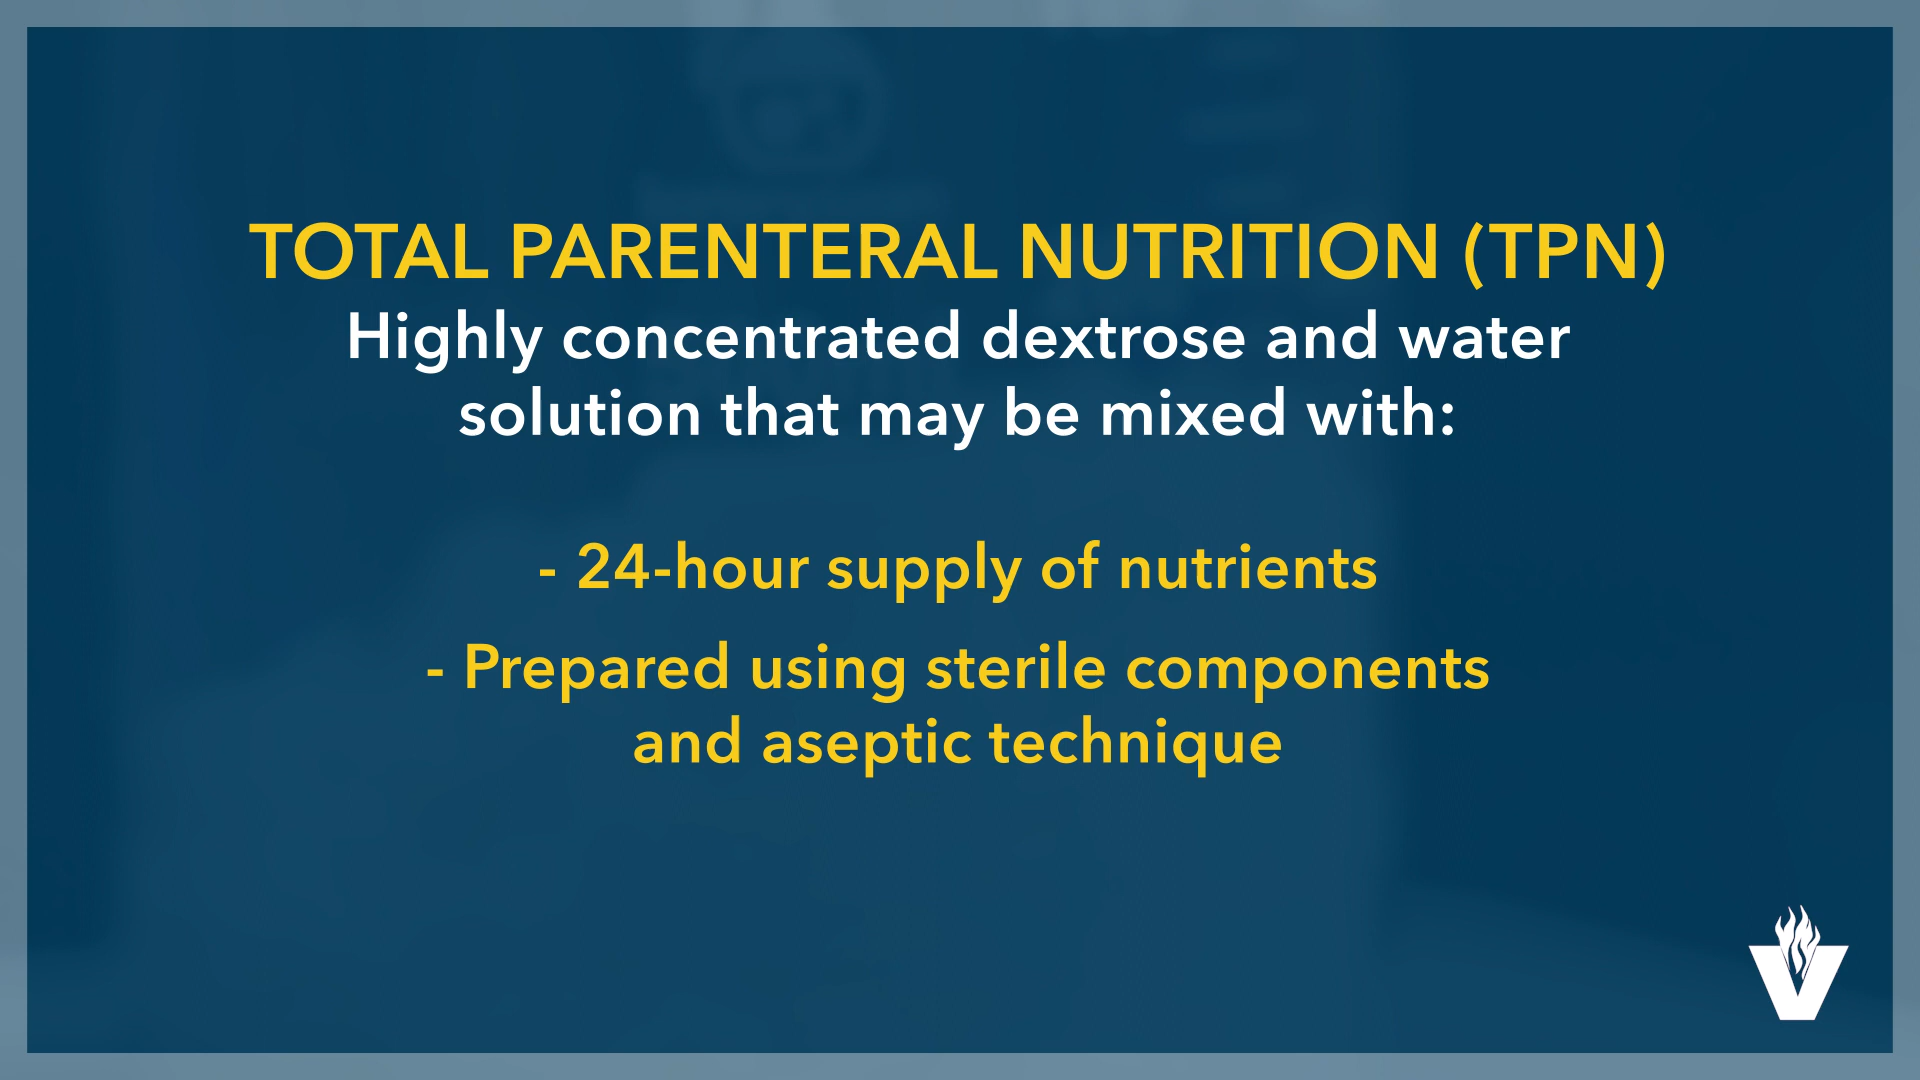 TOTAL PARENTERAL NUTRITION (TPN)
Highly concentrated dextrose and water
solution that may be mixed with:
- 24-hour supply of nutrients
- Prepared using sterile components
and aseptic technique
V